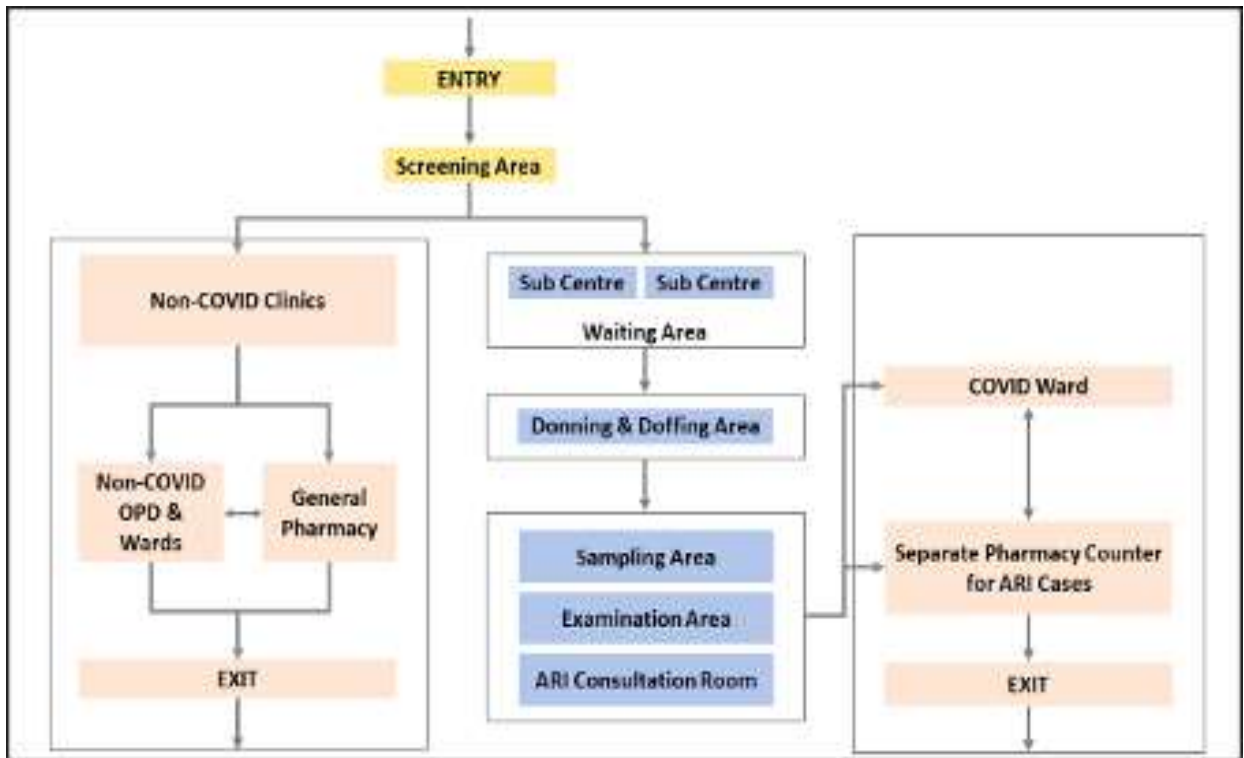 ENTRY
Screening Area
Non-COVID Clinics
Non-COVID
OPD &
Wards
General
Pharmacy
EXIT
Sub Centre
Sub Centre
Waiting Area
Donning & Doffing Area
Sampling Area
Examination Area
ARI Consultation Room
COVID Ward
Separate Pharmacy Counter
for ARI Cases
EXIT